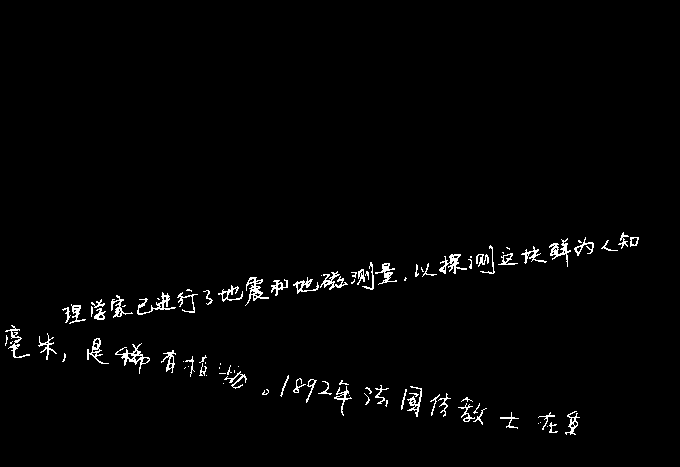 理学家已进行了地震和地磁测量,以探测这块鲜为人知
毫米,是稀有植物。1892年法国传教士在重